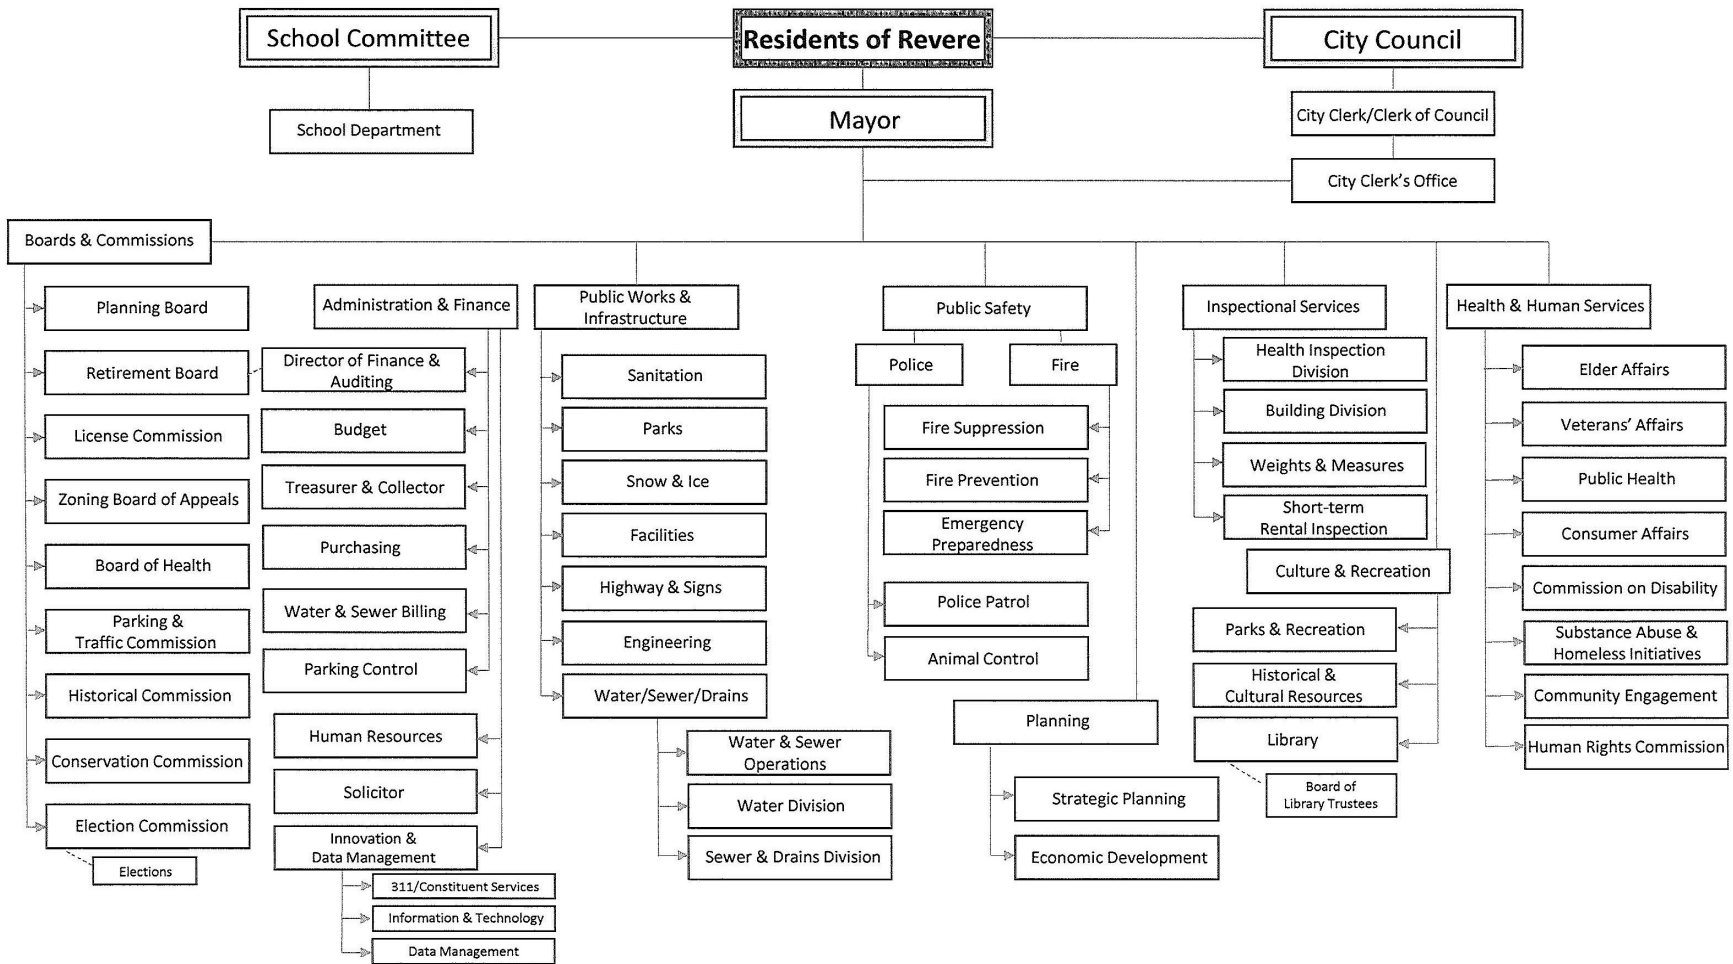 School Committee
Residents of Revere
City Council
School Department
Mayor
City Clerk/Clerk of Council
City Clerk’s Office
Boards & Commissions
Planning Board
Retirement Board
License Commission
Zoning Board of Appeals
Board of Health
Parking &
Traffic Commission
Historical Commission
Conservation Commission
Election Commission
Elections
Administration & Finance
Director of Finance &
Auditing
Budget
Treasurer & Collector
Purchasing
Water & Sewer Billing
Parking Control
Human Resources
Solicitor
Innovation &
Data Management
311/Constituent Services
Information & Technology
Data Management
Public Works &
Infrastructure
Sanitation
Parks
Snow & Ice
Facilities
Highway & Signs
Engineering
Water/Sewer/Drains
Water & Sewer
Operations
Water Division
Sewer & Drains Division
Public Safety
Police
Fire
Fire Suppression
Fire Prevention
Emergency
Preparedness
Police Patrol
Animal Control
Planning
Strategic Planning
Economic Development
Inspectional Services
Health Inspection
Division
Building Division
Weights & Measures
Short-term
Rental Inspection
Culture & Recreation
Parks & Recreation
Historical &
Cultural Resources
Library
Board of
Library Trustees
Health & Human Services
Elder Affairs
Veterans’ Affairs
Public Health
Consumer Affairs
Commission on Disability
Substance Abuse &
Homeless Initiatives
Community Engagement
Human Rights Commission